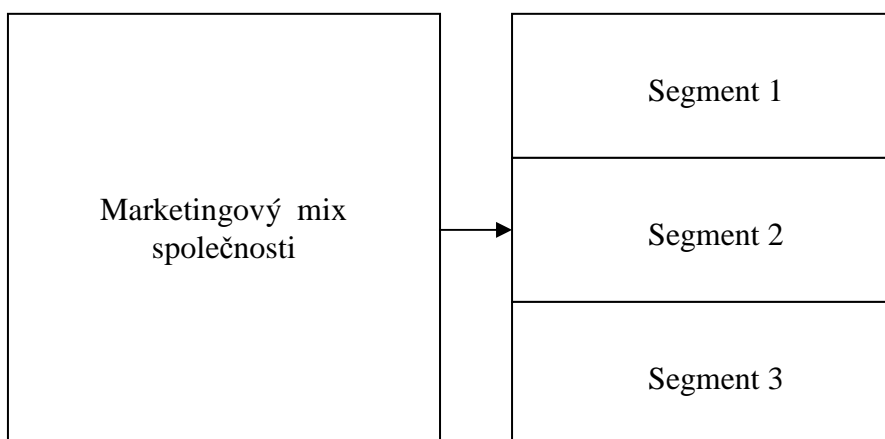 Marketingový mix
společnosti
Segment 1
Segment 2
Segment 3